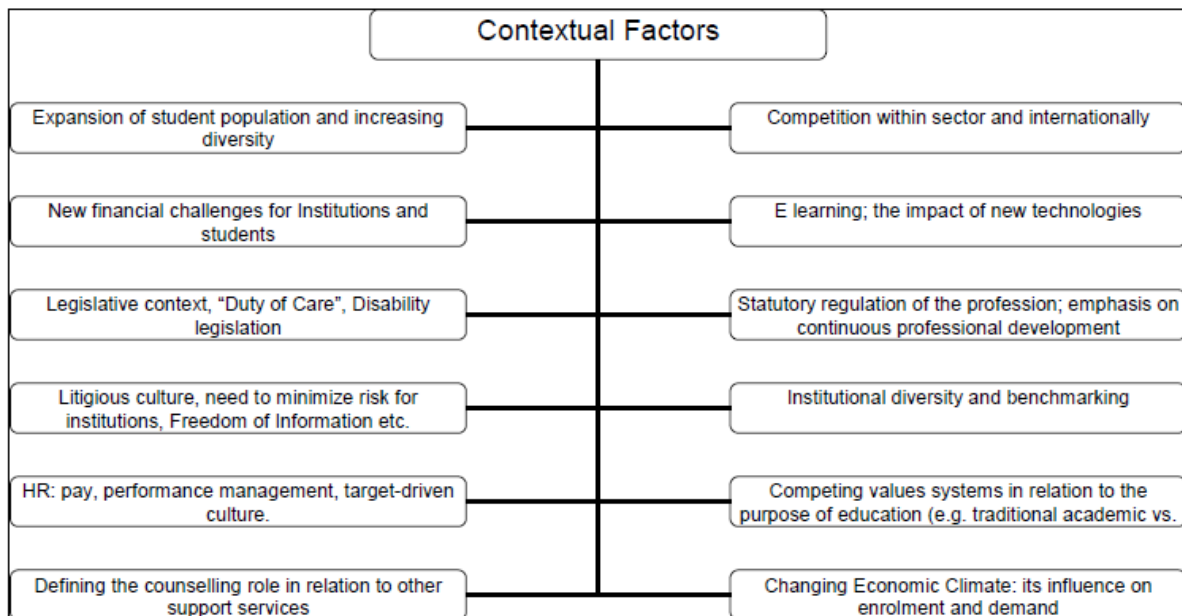 Contextual Factors
Expansion of student population and increasing
diversity
Competition within sector and internationally
New financial challenges for Institutions and
students
E learning; the impact of new technologies
Legislative context, “Duty of Care”, Disability
legislation
Statutory regulation of the profession; emphasis on
continuous professional development
Litigious culture, need to minimize risk for
institutions, Freedom of Information etc.
Institutional diversity and benchmarking
HR: pay, performance management, target-driven
culture.
Competing values systems in relation to the
purpose of education (e.g. traditional academic vs.
Defining the counselling role in relation to other
support services
Changing Economic Climate: its influence on
enrolment and demand